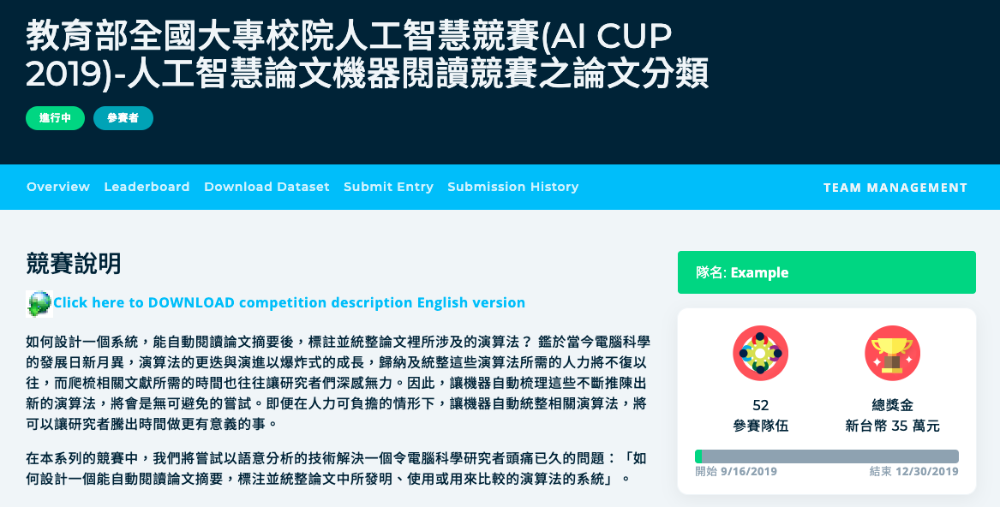 教育部全國大專校院人工智慧競賽(AI CUP
2019)-人工智慧論文機器閱讀競賽之論文分類
進行中 參賽者
Overview Leaderboard Download Dataset Submit Entry Submission History TEAM MANAGEMENT
競賽說明
Click here to DOWNLOAD competition description English version
如何設計一個系統，能自動閱讀論文摘要後，標註並統整論文裡所涉及的演算法？ 鑑於當今電腦科學
的發展日新月異，演算法的更迭與演進以爆炸式的成長，歸納及統整這些演算法所需的人力將不復以
往，而爬梳相關文獻所需的時間也往往讓研究者們深感無力。因此，讓機器自動梳理這些不斷推陳出
新的演算法，將會是無可避免的嘗試。即便在人力可負擔的情形下，讓機器自動統整相關演算法，將
可以讓研究者騰出時間做更有意義的事。
在本系列的競賽中，我們將嘗試以語意分析的技術解決一個令電腦科學研究者頭痛已久的問題：「如
何設計一個能自動閱讀論文摘要，標注並統整論文中所發明、使用或用來比較的演算法的系統」。
隊名: Example
52
參賽隊伍
總獎金
新台幣 35 萬元
開始 9/16/2019 結束 12/30/2019